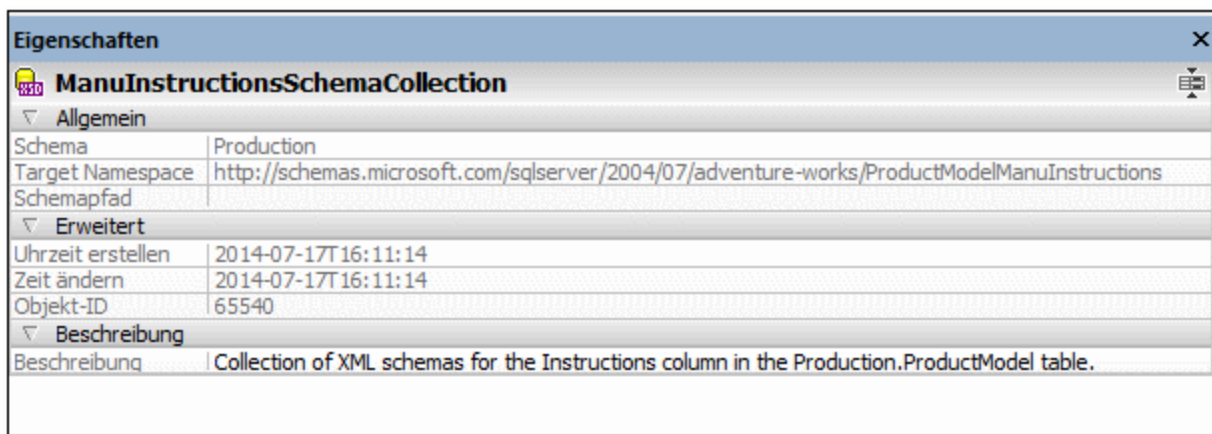 Eigenschaften
XSD ManuInstructionsSchemaCollection
Allgemein
Schema Production
Target Namespace http://schemas.microsoft.com/sqlserver/2004/07/adventure-works/ProductModelManuInstructions
Schemapfad
Erweitert
Uhrzeit erstellen 2014-07-17T16:11:14
Zeit ändern 2014-07-17T16:11:14
Objekt-ID 65540
Beschreibung
Beschreibung Collection of XML schemas for the Instructions column in the Production.ProductModel table.